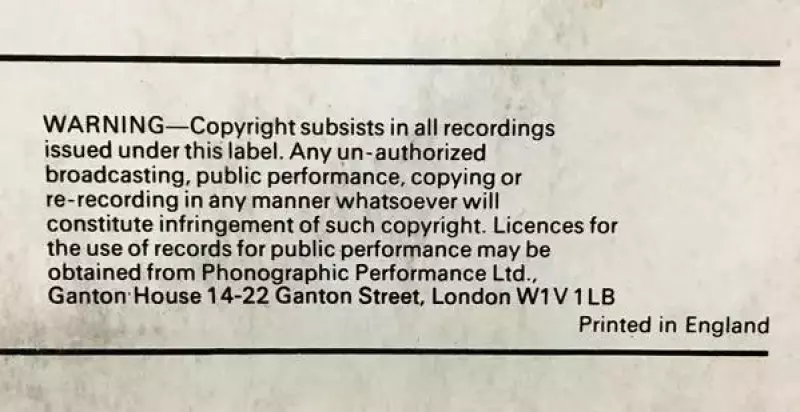 WARNING—Copyright subsists in all recordings
issued under this label. Any un-authorized
broadcasting, public performance, copying or
re-recording in any manner whatsoever will
constitute infringement of such copyright. Licences for
the use of records for public performance may be
obtained from Phonographic Performance Ltd.,
Ganton House 14-22 Ganton Street, London W1V 1LB
Printed in England